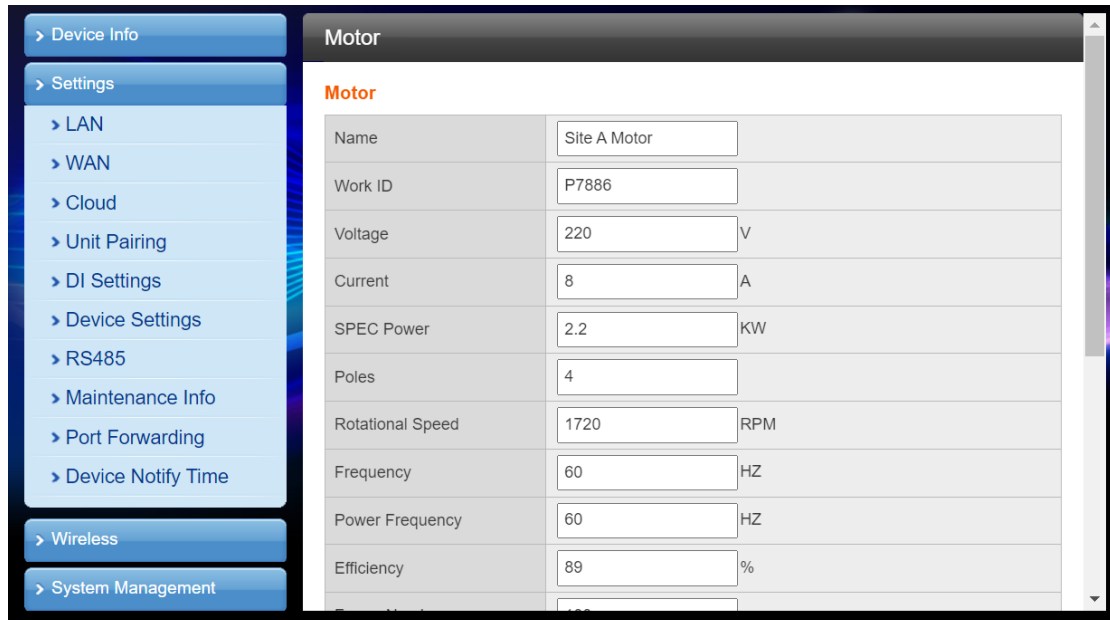 Device Info
Settings
LAN
WAN
Cloud
Unit Pairing
DI Settings
Device Settings
RS485
Maintenance Info
Port Forwarding
Device Notify Time
Wireless
System Management
Motor
Motor
Name Site A Motor
Work ID P7886
Voltage 220 V
Current 8 A
SPEC Power 2.2 KW
Poles 4
Rotational Speed 1720 RPM
Frequency 60 HZ
Power Frequency 60 HZ
Efficiency 89 %